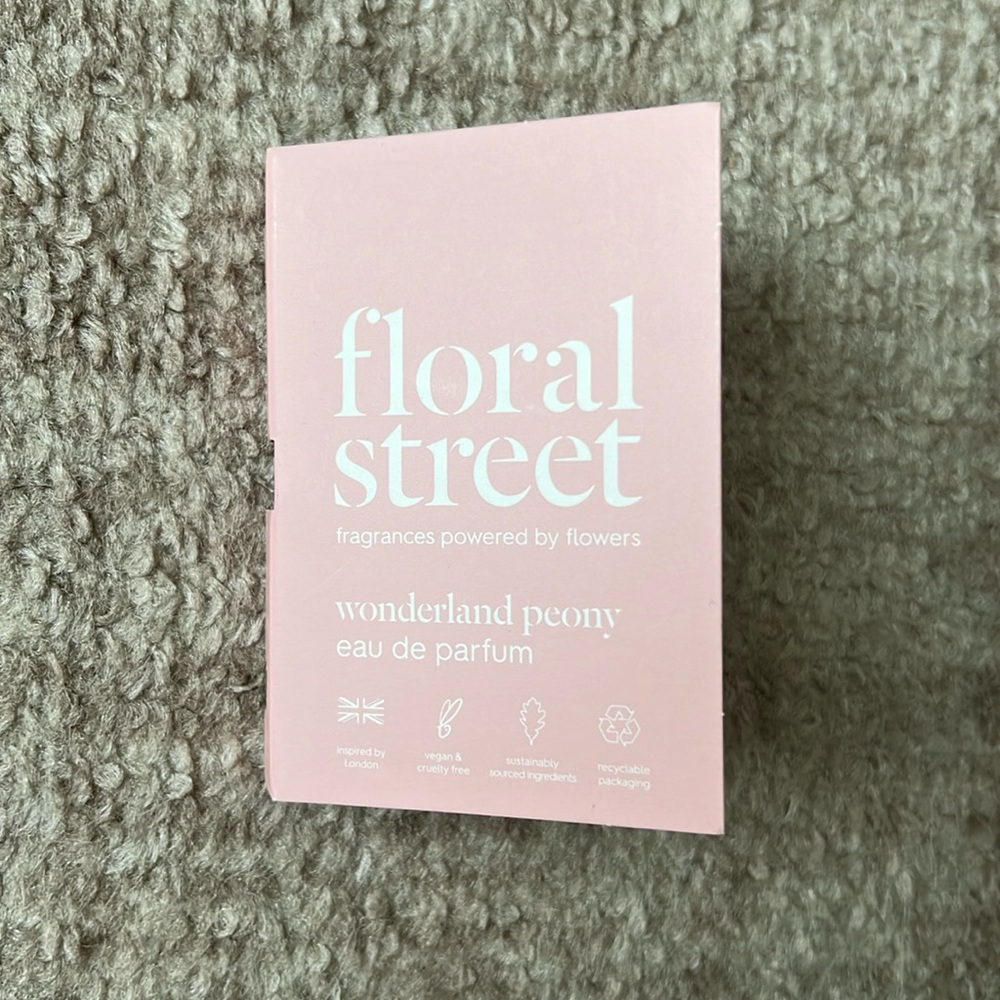 floral
street
fragrances powered by flowers
wonderland peony
eau de parfum
inspired by
London
vegan &
cruelty free
sustainably
sourced ingredients
recyclable
packaging